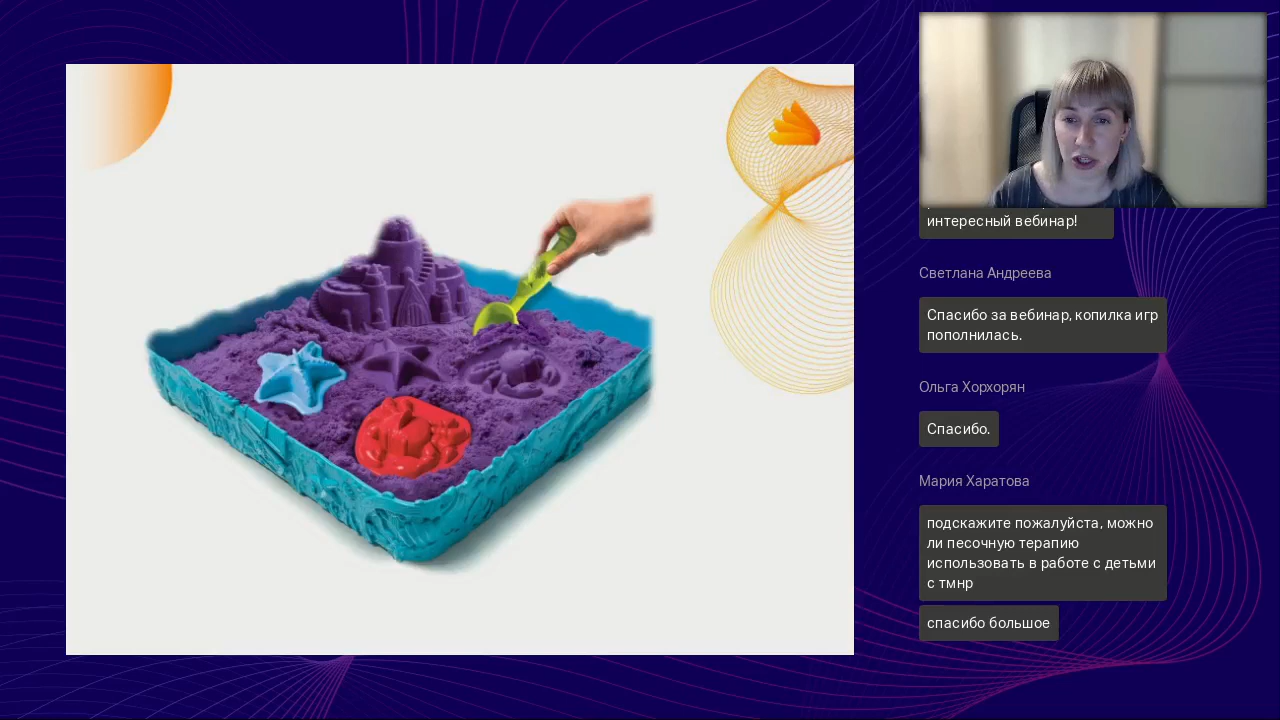 интересный вебинар!
Светлана Андреева
Спасибо за вебинар, копилка игр
пополнилась.
Ольга Хорхорян
Спасибо.
Мария Харатова
подскажите пожалуйста, можно
ли песочную терапию
использовать в работе с детьми
с тмнр
спасибо большое